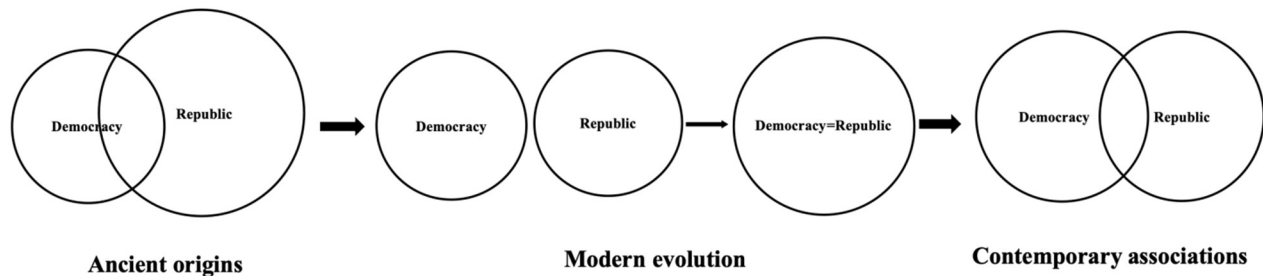 Democracy
Republic
Democracy
Republic
Democracy=Republic
Democracy
Republic
Ancient origins
Modern evolution
Contemporary associations